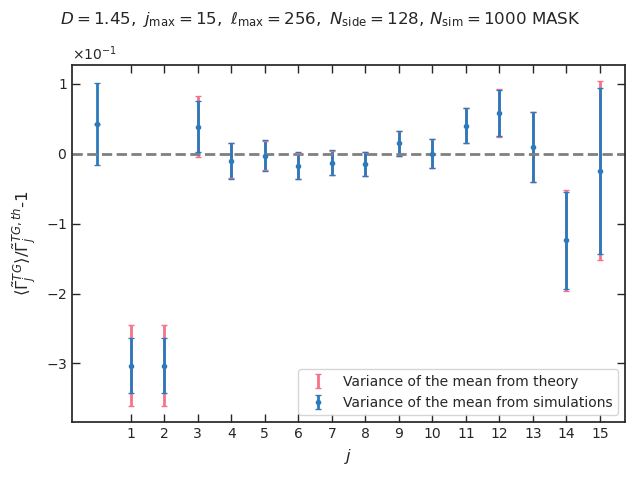 D = 1.45, j_max = 15, ℓ_max = 256, N_side = 128, N_sim = 1000 MASK
×10⁻¹
1
0
−1
−2
−3
⟨Γ̃_j^{TG}⟩/Γ̃_j^{TG, th}-1
Variance of the mean from theory
Variance of the mean from simulations
1 2 3 4 5 6 7 8 9 10 11 12 13 14 15
j